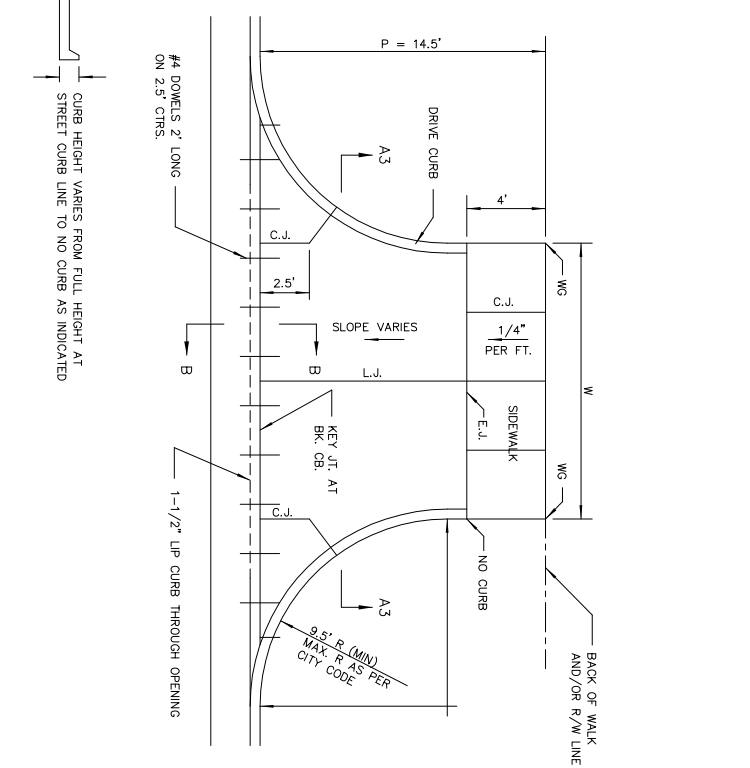 P = 14.5'
#4 DOWELS 2' LONG
ON 2.5' CTRS.
CURB HEIGHT VARIES FROM FULL HEIGHT AT
STREET CURB LINE TO NO CURB AS INDICATED
DRIVE CURB
A3
4'
C.J.
2.5'
WG
C.J.
SLOPE VARIES
1/4"
PER FT.
B
B
L.J.
W
E.J.
SIDEWALK
KEY JT. AT
BK. CB.
WG
C.J.
1-1/2" LIP CURB THROUGH OPENING
NO CURB
A3
9.5' R (MIN)
MAX. R AS PER
CITY CODE
BACK OF WALK
AND/OR R/W LINE